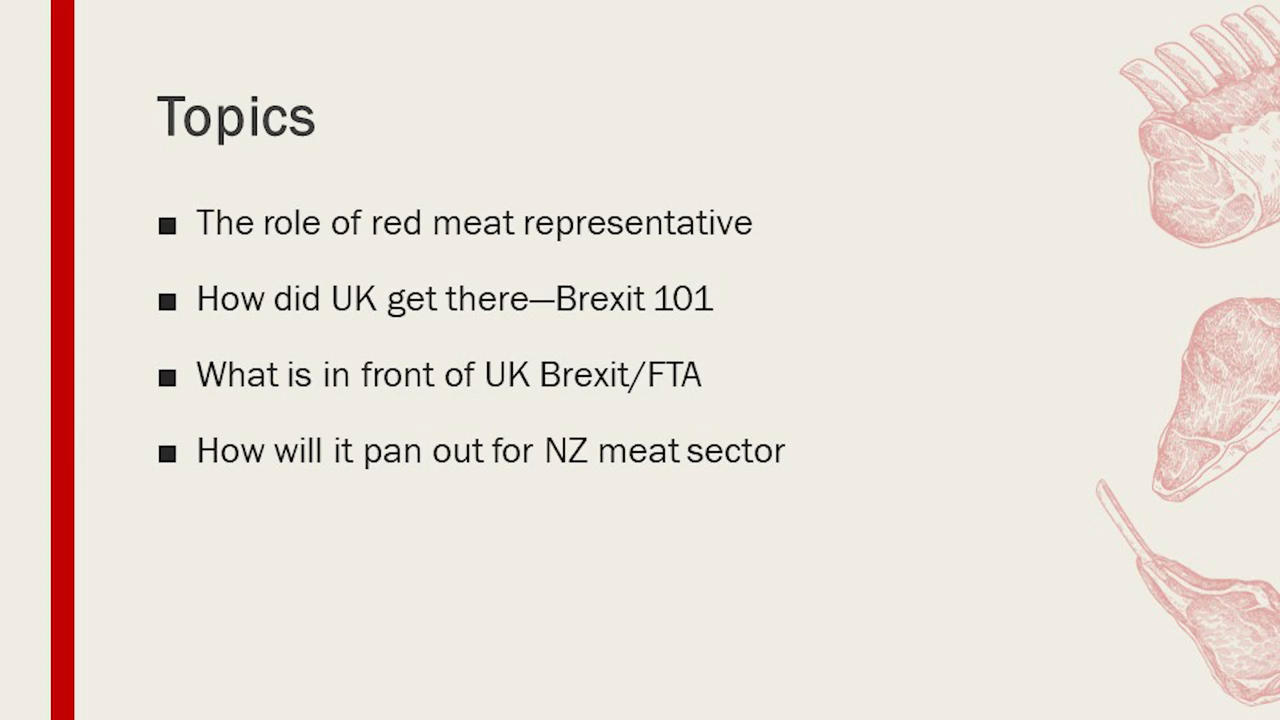 Topics
■ The role of red meat representative
■ How did UK get there—Brexit 101
■ What is in front of UK Brexit/FTA
■ How will it pan out for NZ meat sector